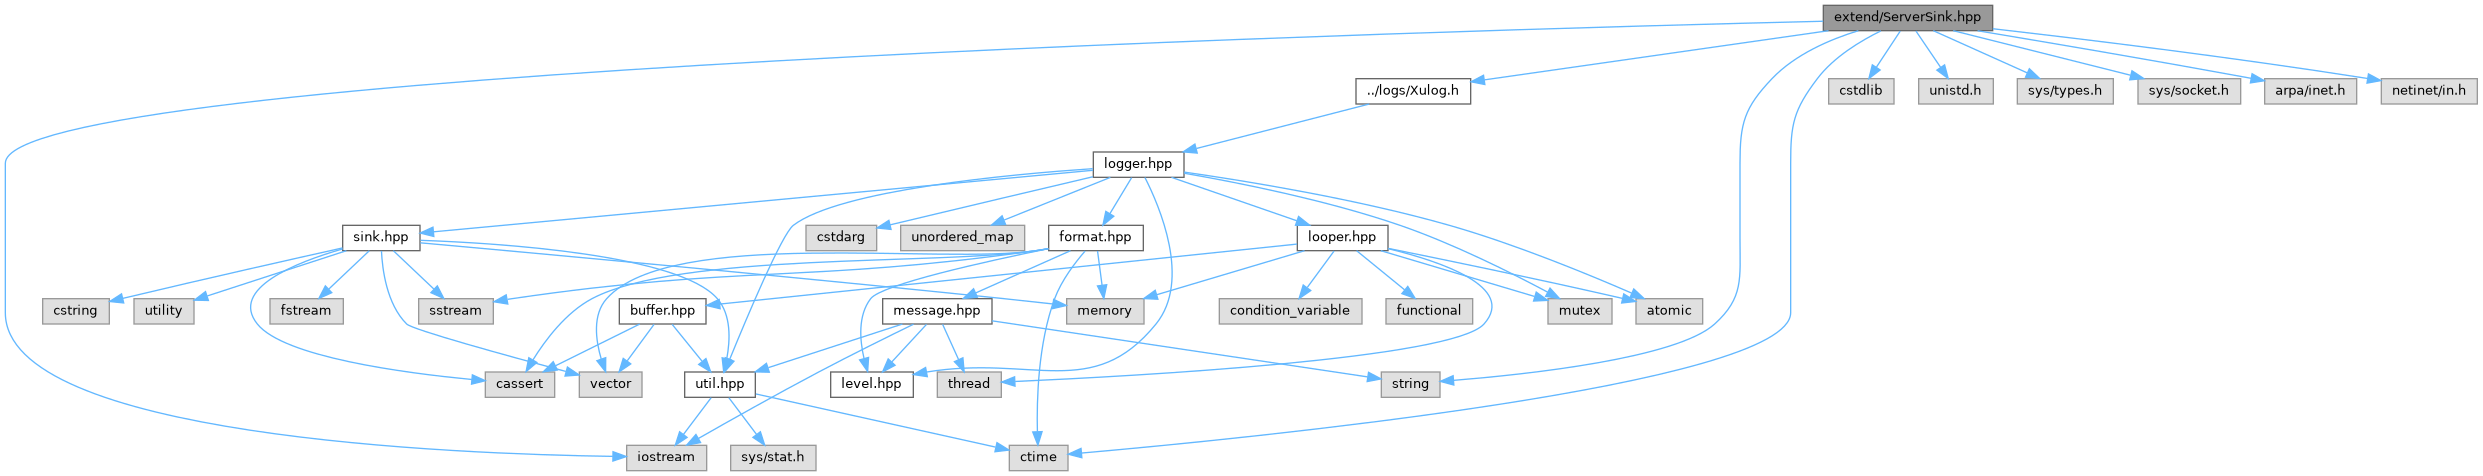 extend/ServerSink.hpp
../logs/Xulog.h
cstdlib
unistd.h
sys/types.h
sys/socket.h
arpa/inet.h
netinet/in.h
logger.hpp
sink.hpp
cstdarg
unordered_map
format.hpp
looper.hpp
cstring
utility
fstream
sstream
buffer.hpp
message.hpp
memory
condition_variable
functional
mutex
atomic
cassert
vector
util.hpp
level.hpp
thread
string
iostream
sys/stat.h
ctime